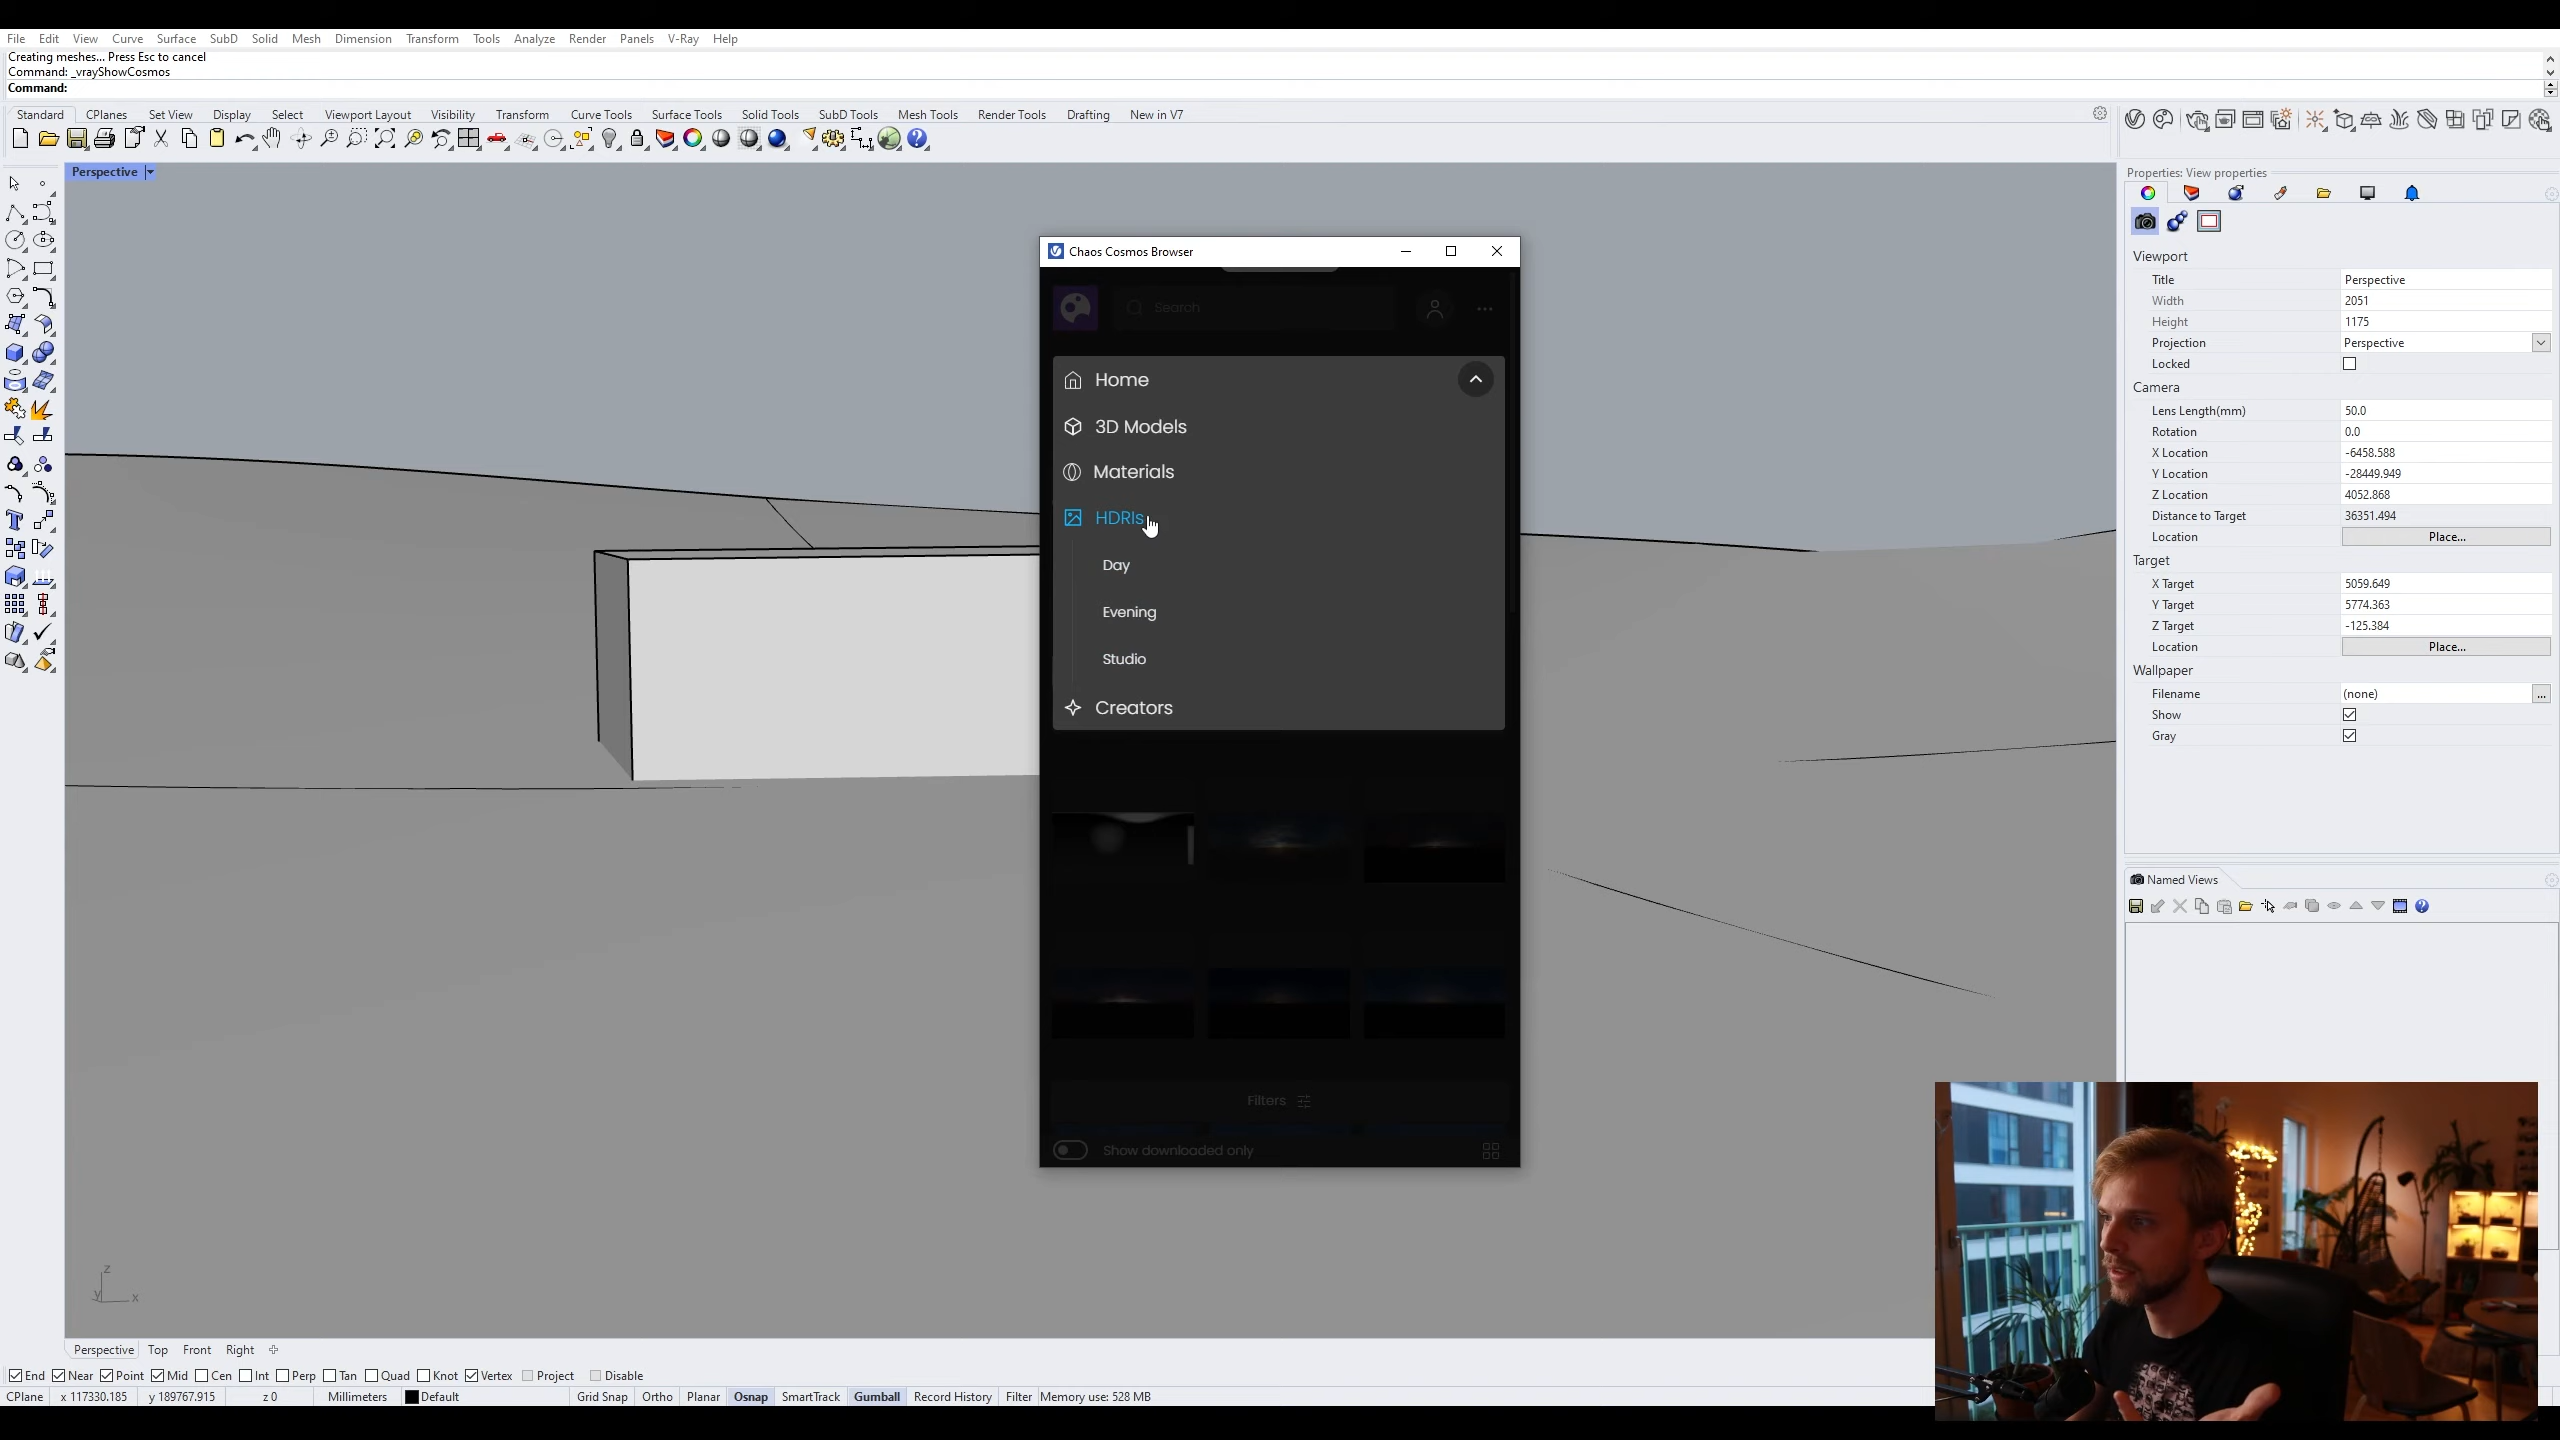 File Edit View Curve Surface SubD Solid Mesh Dimension Transform Tools Analyze Render Panels V-Ray Help
Creating meshes... Press Esc to cancel
Command: _vrayShowCosmos
Command:
Standard CPlanes Set View Display Select Viewport Layout Visibility Transform Curve Tools Surface Tools Solid Tools SubD Tools Mesh Tools Render Tools Drafting New in V7
Perspective
Chaos Cosmos Browser
Search
Home
3D Models
Materials
HDRIs
Day
Evening
Studio
Creators
Filters
Show downloaded only
Properties: View properties
Viewport
Title Perspective
Width 2051
Height 1175
Projection Perspective
Locked
Camera
Lens Length(mm) 50.0
Rotation 0.0
X Location -6458.588
Y Location -28449.949
Z Location 4052.868
Distance to Target 36351.494
Location Place...
Target
X Target 5059.649
Y Target 5774.363
Z Target -125.384
Location Place...
Wallpaper
Filename (none) ...
Show
Gray
Named Views
z
y x
Perspective Top Front Right
End Near Point Mid Cen Int Perp Tan Quad Knot Vertex Project Disable
CPlane x 117330.185 y 189767.915 z 0 Millimeters Default Grid Snap Ortho Planar Osnap SmartTrack Gumball Record History Filter Memory use: 528 MB